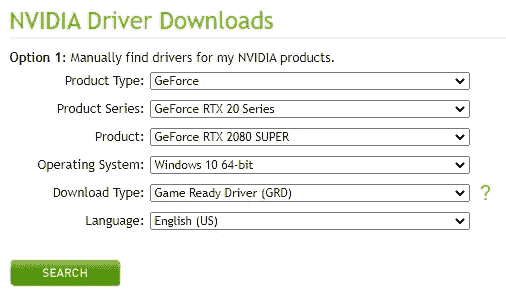 NVIDIA Driver Downloads
Option 1: Manually find drivers for my NVIDIA products.
Product Type: GeForce
Product Series: GeForce RTX 20 Series
Product: GeForce RTX 2080 SUPER
Operating System: Windows 10 64-bit
Download Type: Game Ready Driver (GRD) ?
Language: English (US)
SEARCH